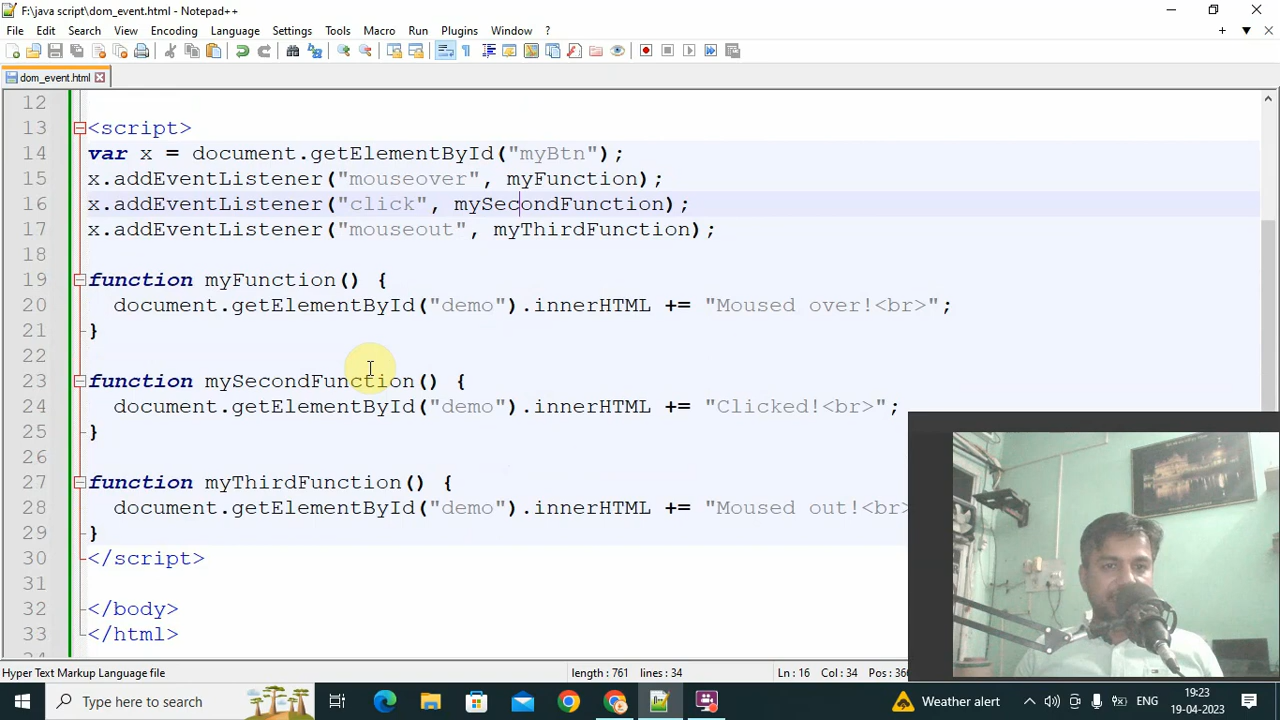 F:\java script\dom_event.html - Notepad++
File Edit Search View Encoding Language Settings Tools Macro Run Plugins Window ?
dom_event.html
12
13 <script>
14 var x = document.getElementById("myBtn");
15 x.addEventListener("mouseover", myFunction);
16 x.addEventListener("click", mySecondFunction);
17 x.addEventListener("mouseout", myThirdFunction);
18
19 function myFunction() {
20 document.getElementById("demo").innerHTML += "Moused over!<br>";
21 }
22
23 function mySecondFunction() {
24 document.getElementById("demo").innerHTML += "Clicked!<br>";
25 }
26
27 function myThirdFunction() {
28 document.getElementById("demo").innerHTML += "Moused out!<br>
29 }
30 </script>
31
32 </body>
33 </html>
Hyper Text Markup Language file length : 761 lines : 34 Ln : 16 Col : 34 Pos : 366
Type here to search Weather alert ENG 19:23
19-04-2023